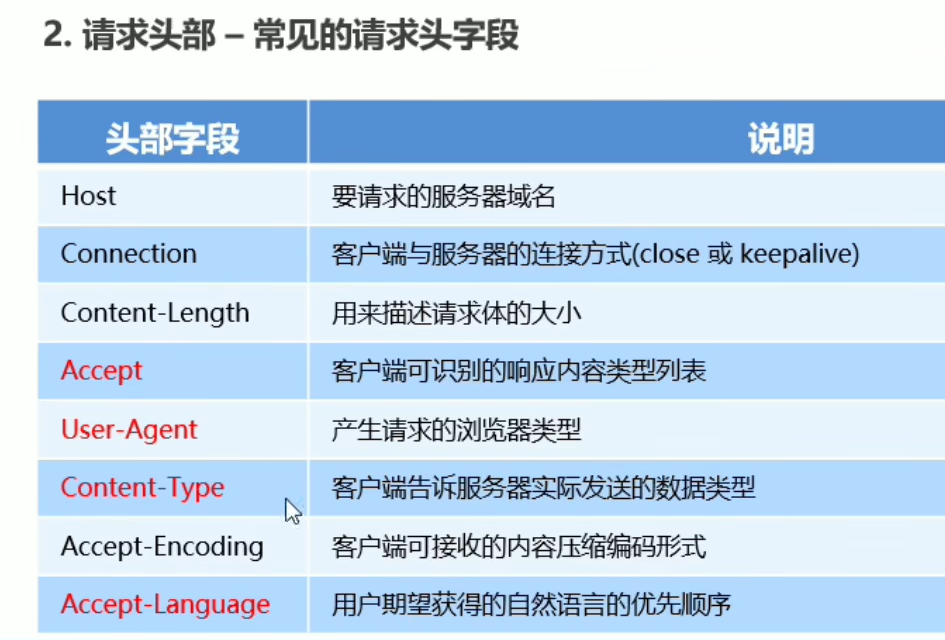 2. 请求头部 – 常见的请求头字段
头部字段 说明
Host 要请求的服务器域名
Connection 客户端与服务器的连接方式(close 或 keepalive)
Content-Length 用来描述请求体的大小
Accept 客户端可识别的响应内容类型列表
User-Agent 产生请求的浏览器类型
Content-Type 客户端告诉服务器实际发送的数据类型
Accept-Encoding 客户端可接收的内容压缩编码形式
Accept-Language 用户期望获得的自然语言的优先顺序